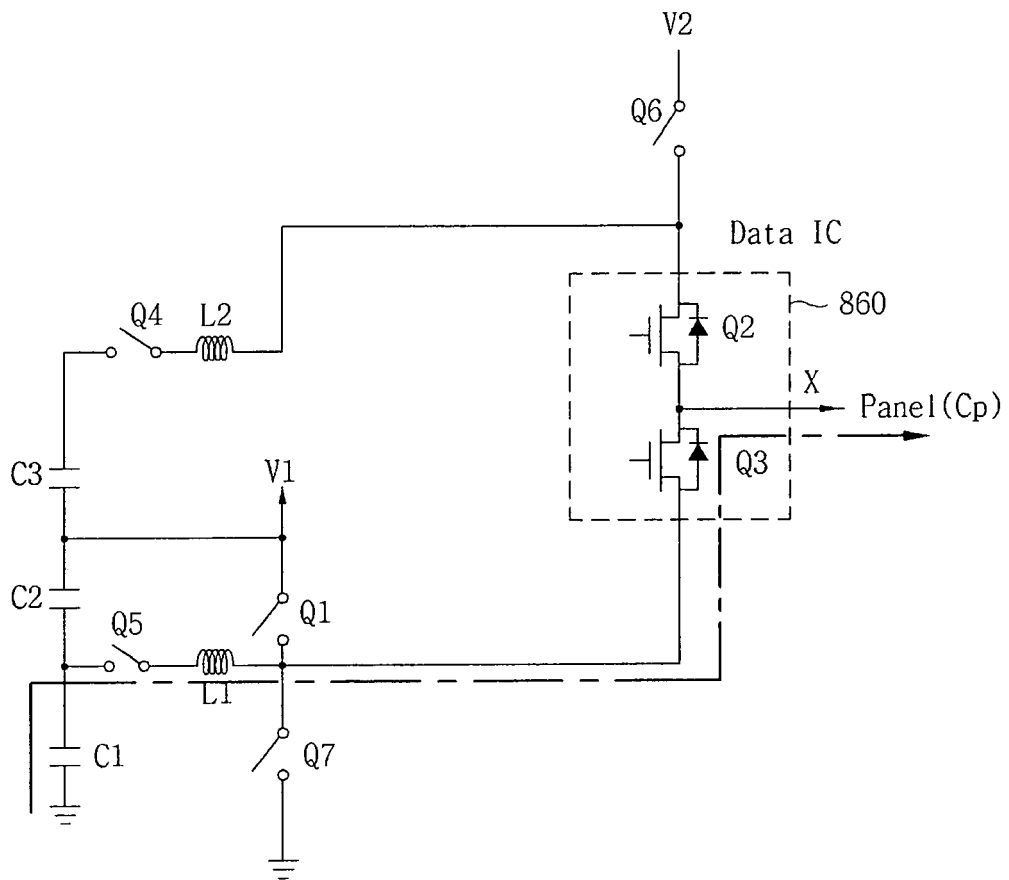 V2
Q6
Data IC
860
Q4
L2
Q2
X
Panel(Cp)
C3
V1
Q3
C2
Q5
Q1
L1
C1
Q7